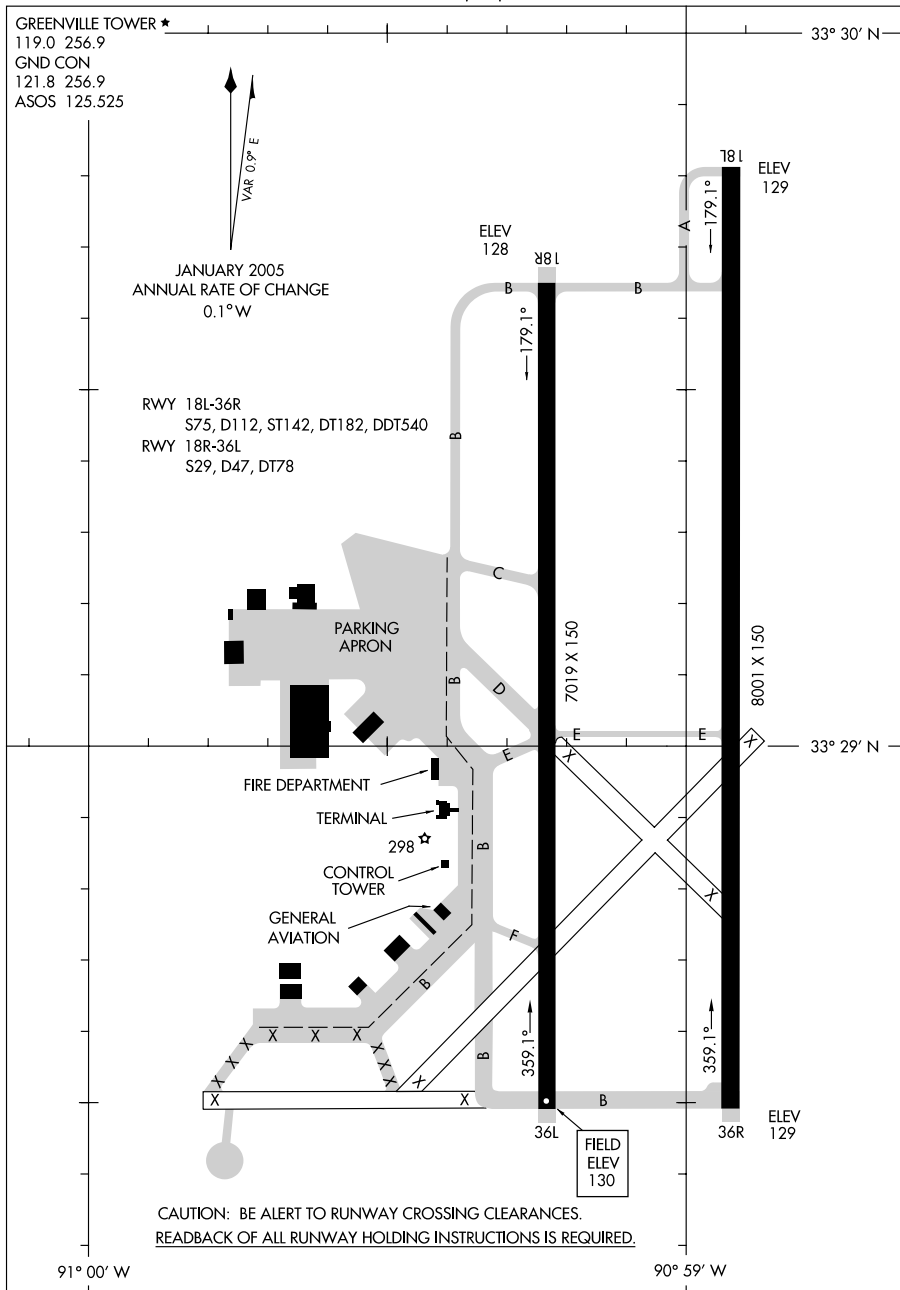 GREENVILLE TOWER ★
119.0 256.9
GND CON
121.8 256.9
ASOS 125.525
33° 30' N
VAR 0.9° E
JANUARY 2005
ANNUAL RATE OF CHANGE
0.1° W
18L
ELEV
129
179.1°
A
ELEV
128
18R
B
B
179.1°
B
RWY 18L-36R
S75, D112, ST142, DT182, DDT540
RWY 18R-36L
S29, D47, DT78
C
PARKING
APRON
7019 X 150
8001 X 150
B
D
E
E
E
X
X
33° 29' N
FIRE DEPARTMENT
TERMINAL
298
B
CONTROL
TOWER
X
GENERAL
AVIATION
F
B
X
X
X
X
X
X
X
X
X
X
X
B
359.1°
359.1°
X
X
X
B
36L
36R
ELEV
129
FIELD
ELEV
130
CAUTION: BE ALERT TO RUNWAY CROSSING CLEARANCES.
READBACK OF ALL RUNWAY HOLDING INSTRUCTIONS IS REQUIRED.
91° 00' W
90° 59' W